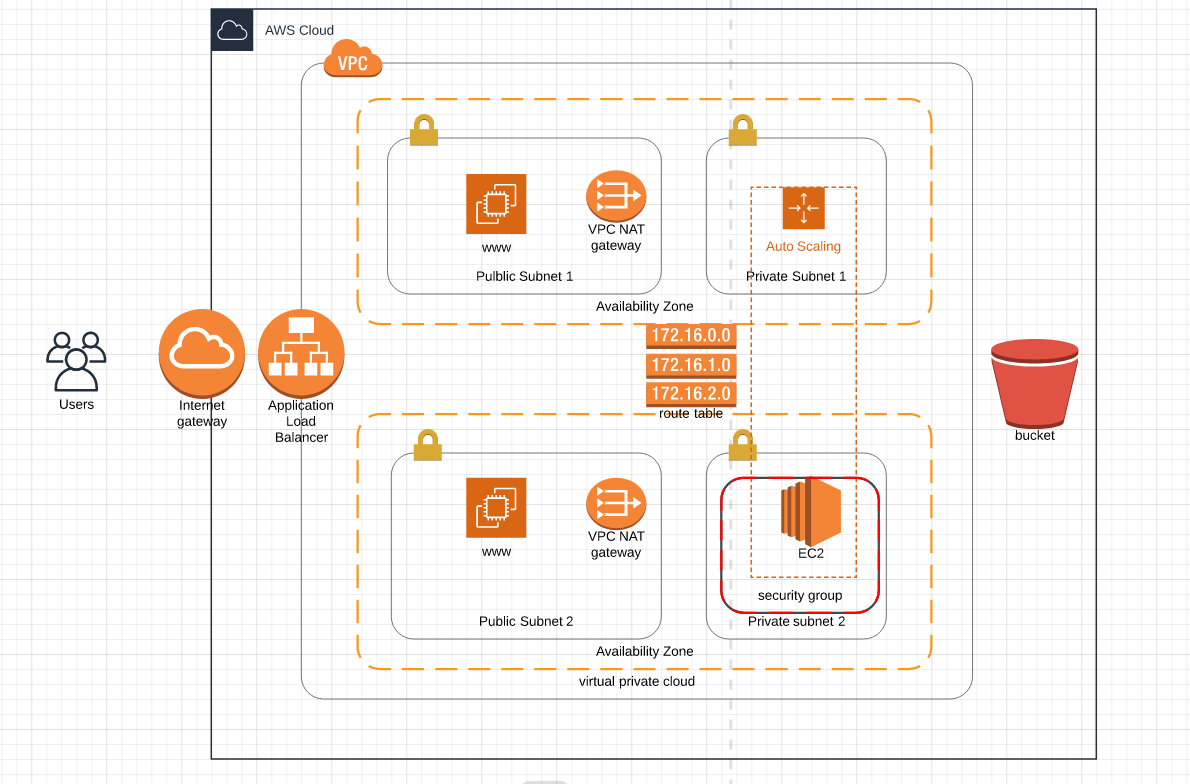 AWS Cloud
VPC
www
VPC NAT
gateway
Pulblic Subnet 1
Auto Scaling
Private Subnet 1
Availability Zone
172.16.0.0
172.16.1.0
172.16.2.0
route table
Users
Internet
gateway
Application
Load
Balancer
bucket
www
VPC NAT
gateway
Public Subnet 2
EC2
security group
Private subnet 2
Availability Zone
virtual private cloud